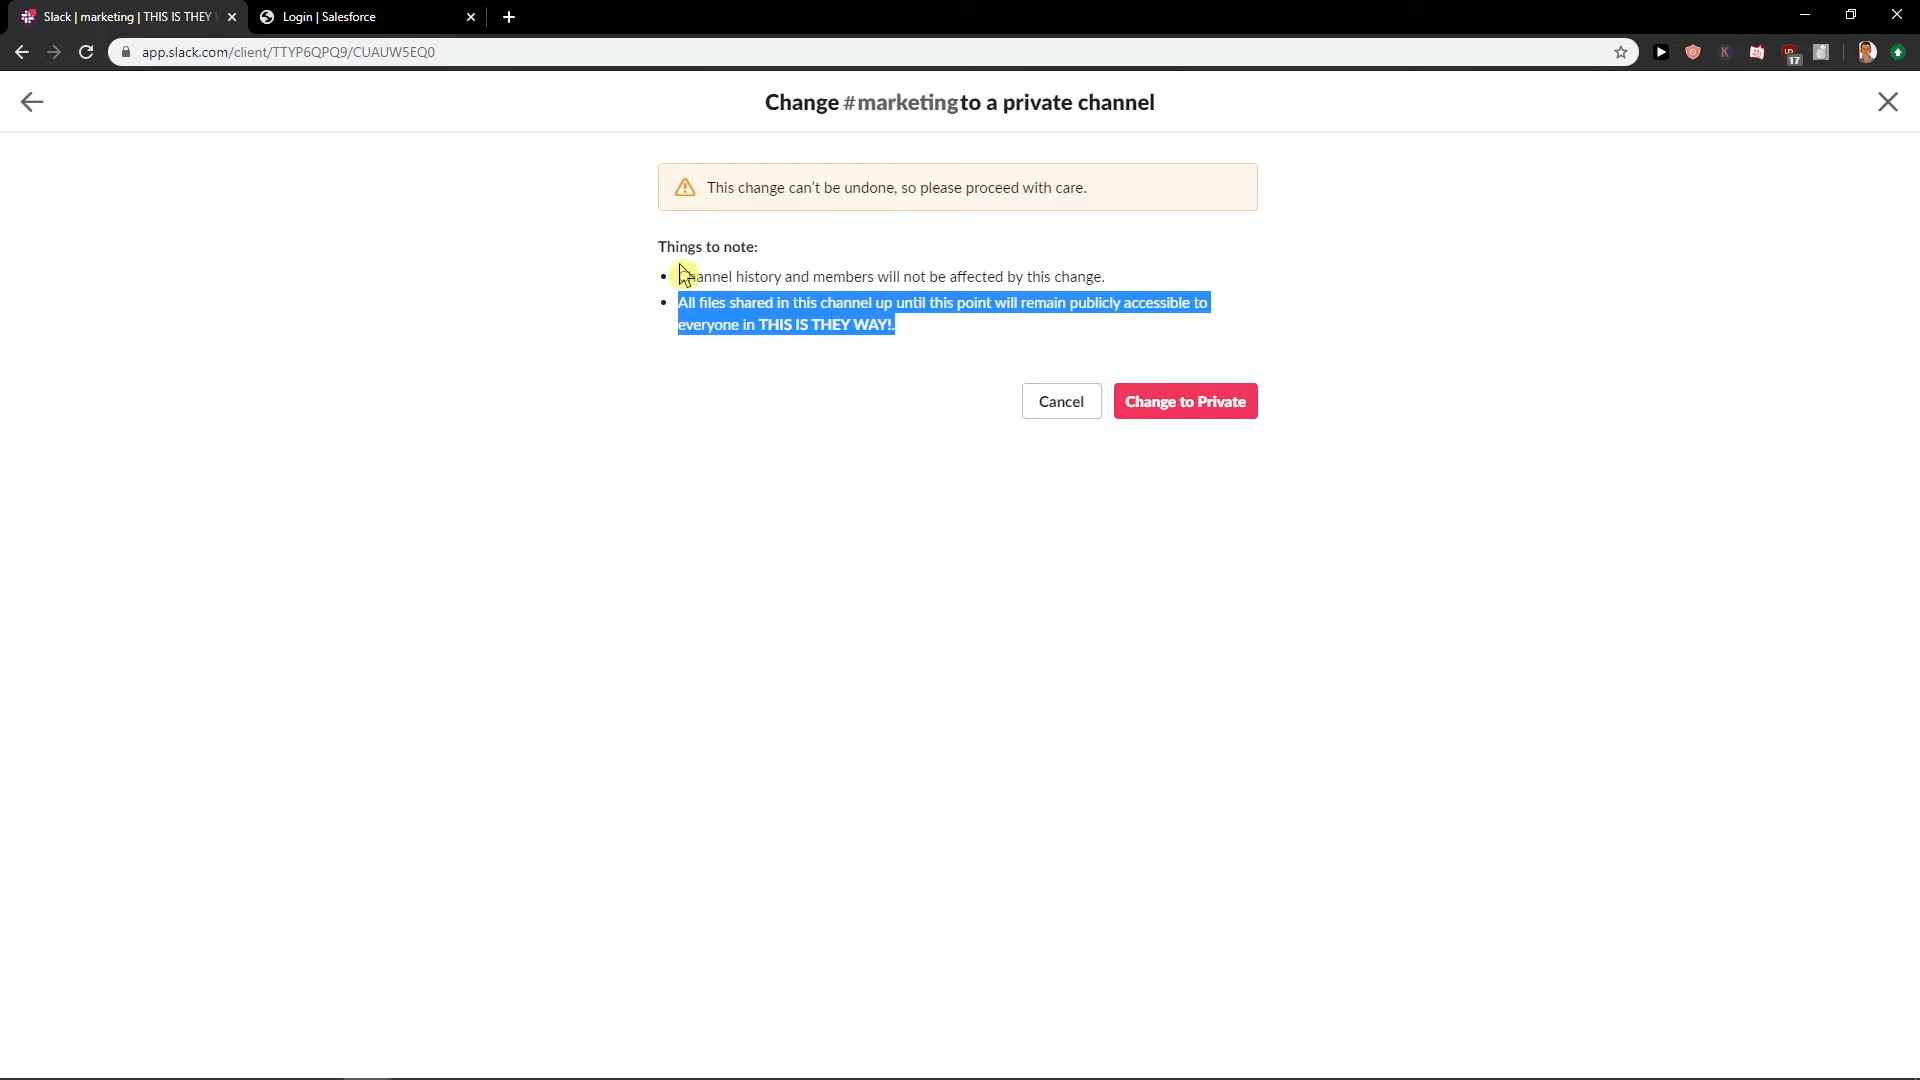 Slack | marketing | THIS IS THEY
Login | Salesforce
app.slack.com/client/TTYP6QPQ9/CUAUW5EQ0
17
Change #marketing to a private channel
This change can't be undone, so please proceed with care.
Things to note:
• Channel history and members will not be affected by this change.
• All files shared in this channel up until this point will remain publicly accessible to
everyone in THIS IS THEY WAY!.
Cancel
Change to Private